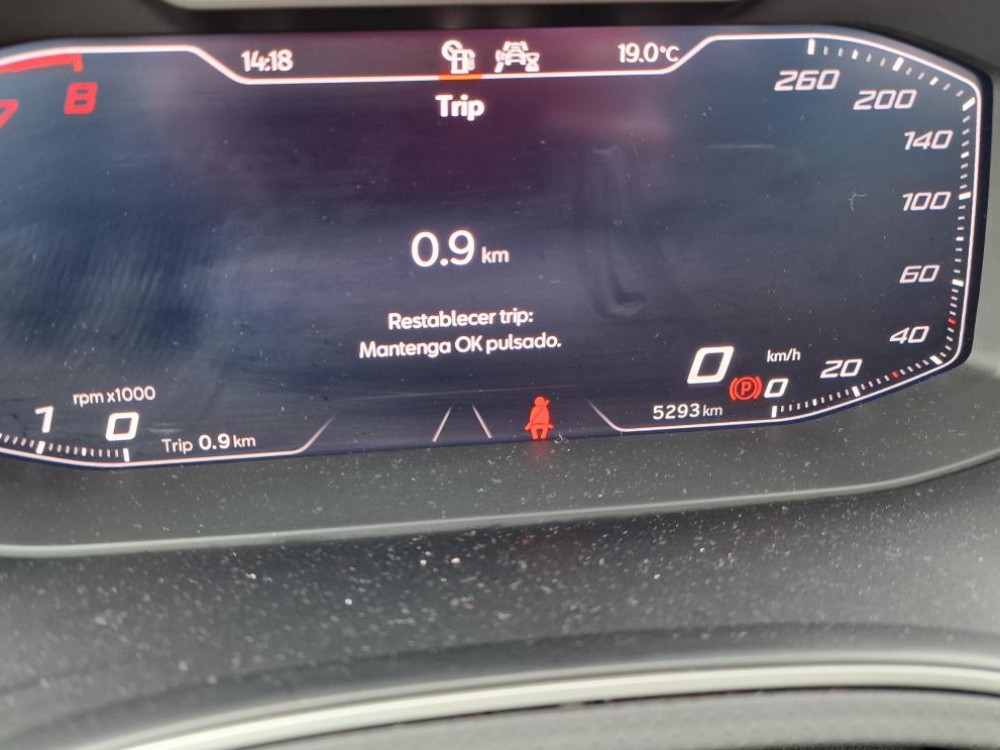 14:18
19.0°C
Trip
7
8
0.9 km
Restablecer trip:
Mantenga OK pulsado.
260
200
140
100
60
40
20
0
rpm x1000
1
0
Trip 0.9 km
0 km/h
P
5293 km